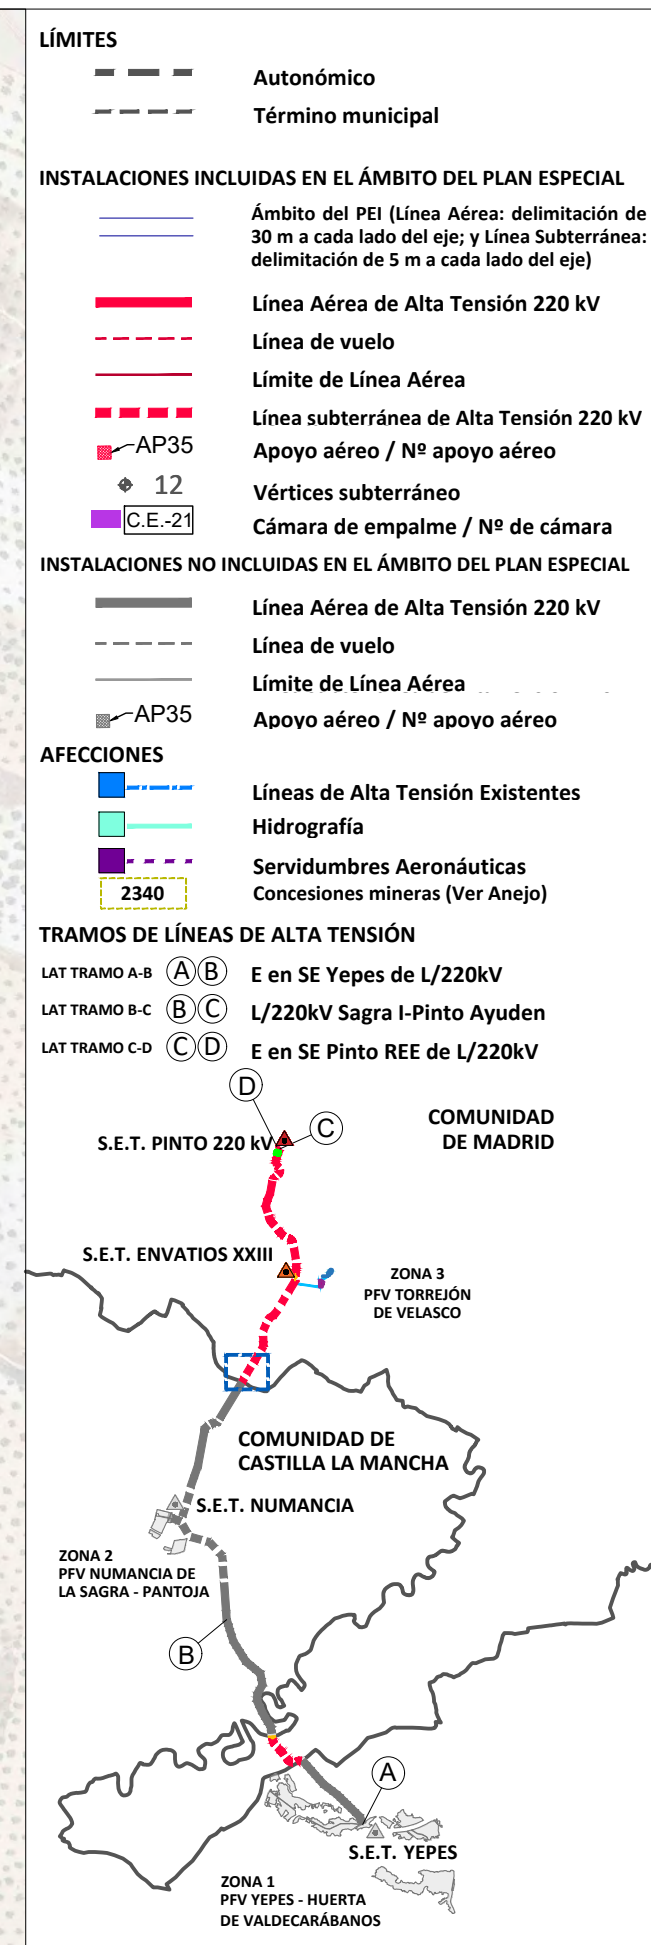 LÍMITES
Autonómico
Término municipal
INSTALACIONES INCLUIDAS EN EL ÁMBITO DEL PLAN ESPECIAL
Ámbito del PEI (Línea Aérea: delimitación de
30 m a cada lado del eje; y Línea Subterránea:
delimitación de 5 m a cada lado del eje)
Línea Aérea de Alta Tensión 220 kV
Línea de vuelo
Límite de Línea Aérea
Línea subterránea de Alta Tensión 220 kV
AP35 Apoyo aéreo / Nº apoyo aéreo
12 Vértices subterráneo
C.E.-21 Cámara de empalme / Nº de cámara
INSTALACIONES NO INCLUIDAS EN EL ÁMBITO DEL PLAN ESPECIAL
Línea Aérea de Alta Tensión 220 kV
Línea de vuelo
Límite de Línea Aérea
AP35 Apoyo aéreo / Nº apoyo aéreo
AFECCIONES
Líneas de Alta Tensión Existentes
Hidrografía
Servidumbres Aeronáuticas
2340 Concesiones mineras (Ver Anejo)
TRAMOS DE LÍNEAS DE ALTA TENSIÓN
LAT TRAMO A-B A B E en SE Yepes de L/220kV
LAT TRAMO B-C B C L/220kV Sagra I-Pinto Ayuden
LAT TRAMO C-D C D E en SE Pinto REE de L/220kV
D
C
COMUNIDAD
DE MADRID
S.E.T. PINTO 220 kV
S.E.T. ENVATIOS XXIII
ZONA 3
PFV TORREJÓN
DE VELASCO
COMUNIDAD DE
CASTILLA LA MANCHA
S.E.T. NUMANCIA
ZONA 2
PFV NUMANCIA DE
LA SAGRA - PANTOJA
B
A
S.E.T. YEPES
ZONA 1
PFV YEPES - HUERTA
DE VALDECARÁBANOS